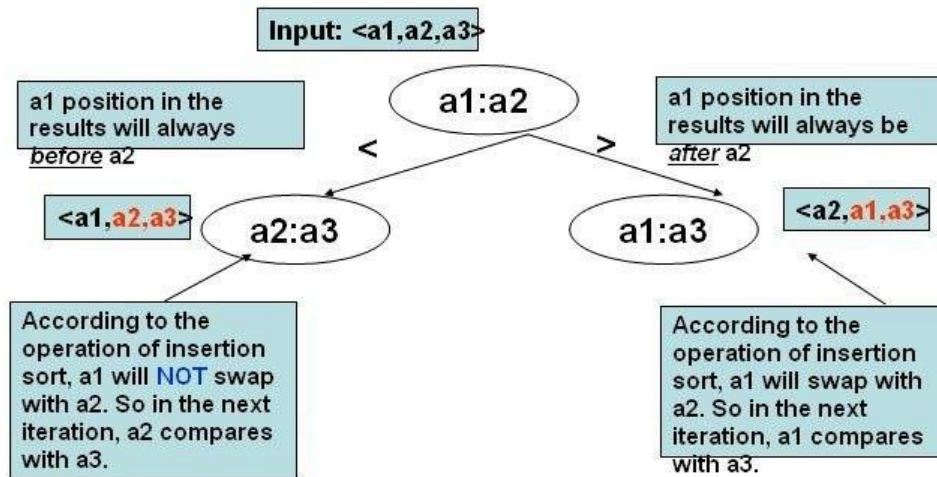 Input: <a1,a2,a3>
a1:a2
a1 position in the
results will always
before a2
a1 position in the
results will always be
after a2
<
>
<a1,a2,a3>
a2:a3
a1:a3
<a2,a1,a3>
According to the
operation of insertion
sort, a1 will NOT swap
with a2. So in the next
iteration, a2 compares
with a3.
According to the
operation of insertion
sort, a1 will swap with
a2. So in the next
iteration, a1 compares
with a3.